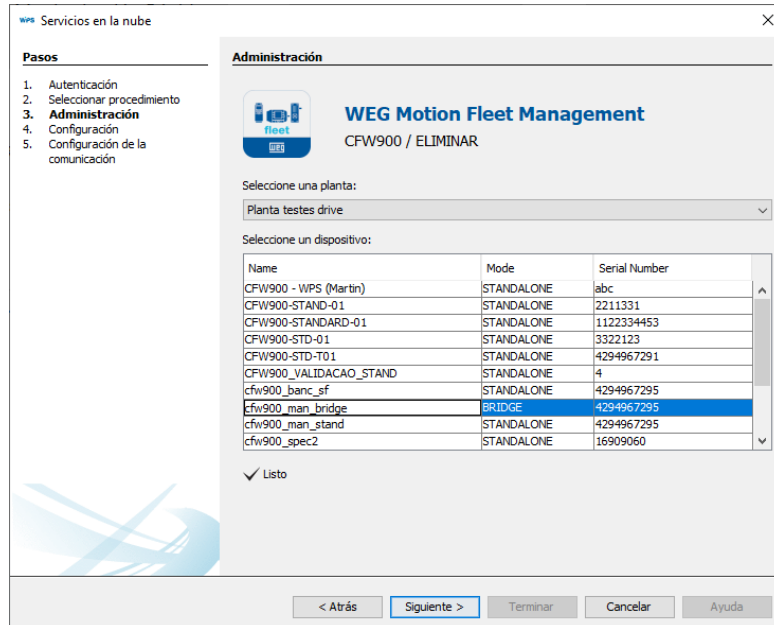 WPS Servicios en la nube
Pasos
1. Autenticación
2. Seleccionar procedimiento
3. Administración
4. Configuración
5. Configuración de la
comunicación
Administración
fleet
weg
WEG Motion Fleet Management
CFW900 / ELIMINAR
Seleccione una planta:
Planta testes drive
Seleccione un dispositivo:
Name Mode Serial Number
CFW900 - WPS (Martin) STANDALONE abc
CFW900-STAND-01 STANDALONE 2211331
CFW900-STANDARD-01 STANDALONE 1122334453
CFW900-STD-01 STANDALONE 3322123
CFW900-STD-T01 STANDALONE 4294967291
CFW900_VALIDACAO_STAND STANDALONE 4
cfw900_banc_sf STANDALONE 4294967295
cfw900_man_bridge BRIDGE 4294967295
cfw900_man_stand STANDALONE 4294967295
cfw900_spec2 STANDALONE 16909060
Listo
< Atrás Siguiente > Terminar Cancelar Ayuda